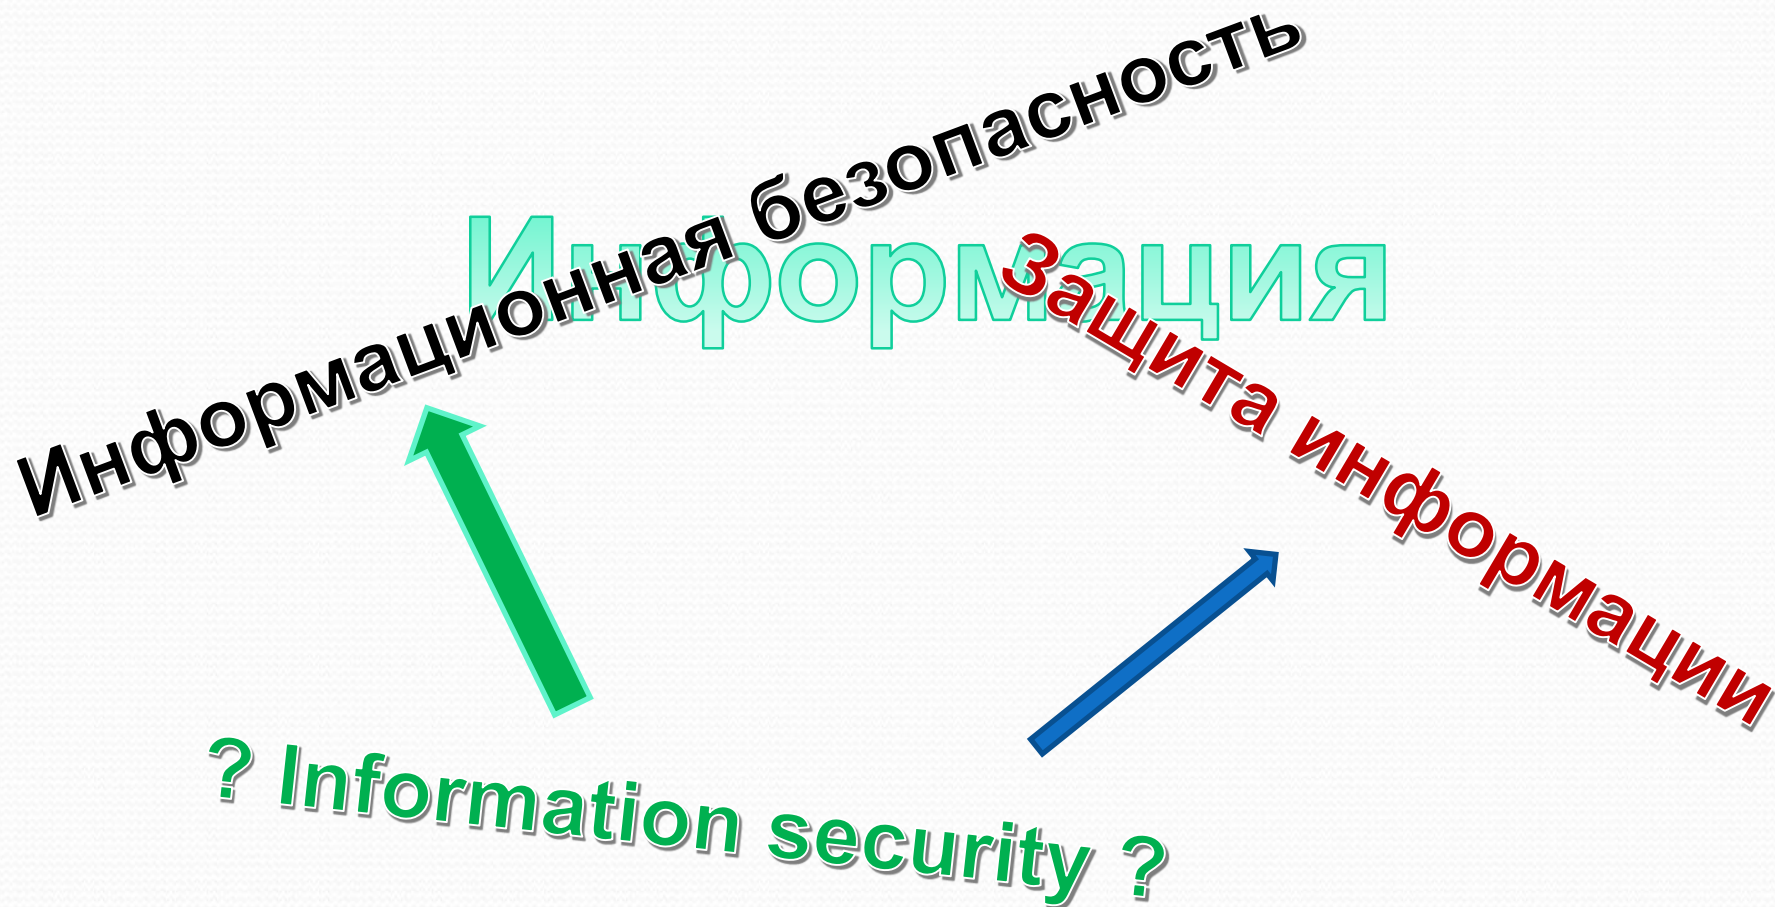 Информационная безопасность
Информация
Защита информации
? Information security ?